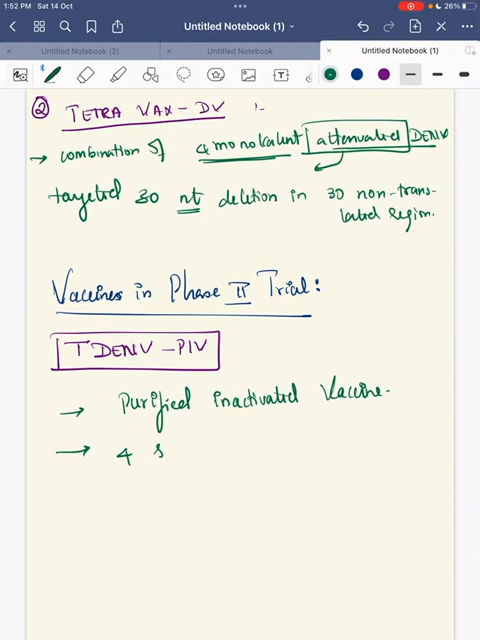 1:52 PM Sat 14 Oct
26%
Untitled Notebook (1)
Untitled Notebook (2)
Untitled Notebook
Untitled Notebook (1)
② TETRA VAX-DV :
→ combination of 4 monovalent attenuated DENV
targeted 30 nt deletion in 30 non-trans-
lated Region.
Vaccines in Phase II Trial:
TDENV-PIV
→ Purified inactivated Vaccine.
→ 4 s